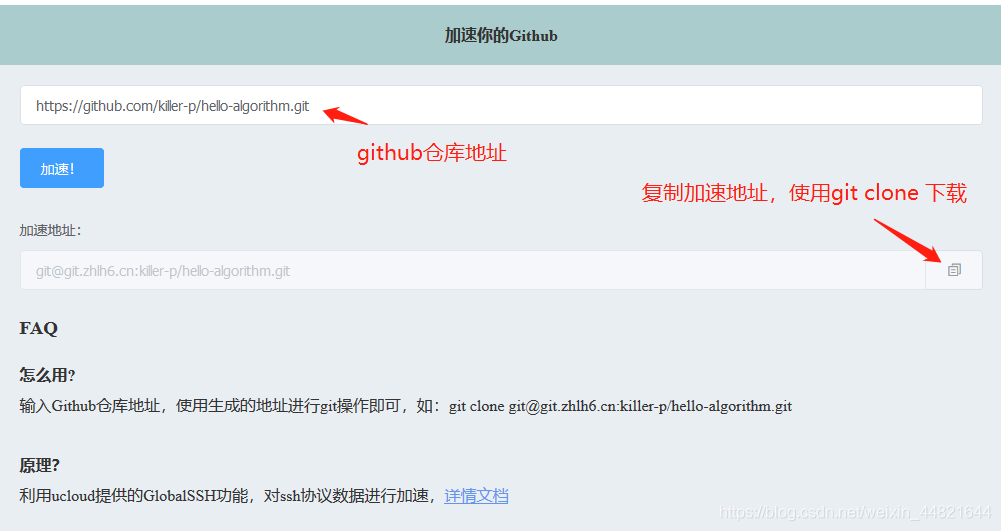 加速你的Github
https://github.com/killer-p/hello-algorithm.git
github仓库地址
加速！
复制加速地址，使用git clone 下载
加速地址：
git@git.zhlh6.cn:killer-p/hello-algorithm.git
FAQ
怎么用?
输入Github仓库地址，使用生成的地址进行git操作即可，如：git clone git@git.zhlh6.cn:killer-p/hello-algorithm.git
原理?
利用ucloud提供的GlobalSSH功能，对ssh协议数据进行加速，详情文档
https://blog.csdn.net/weixin_44821644